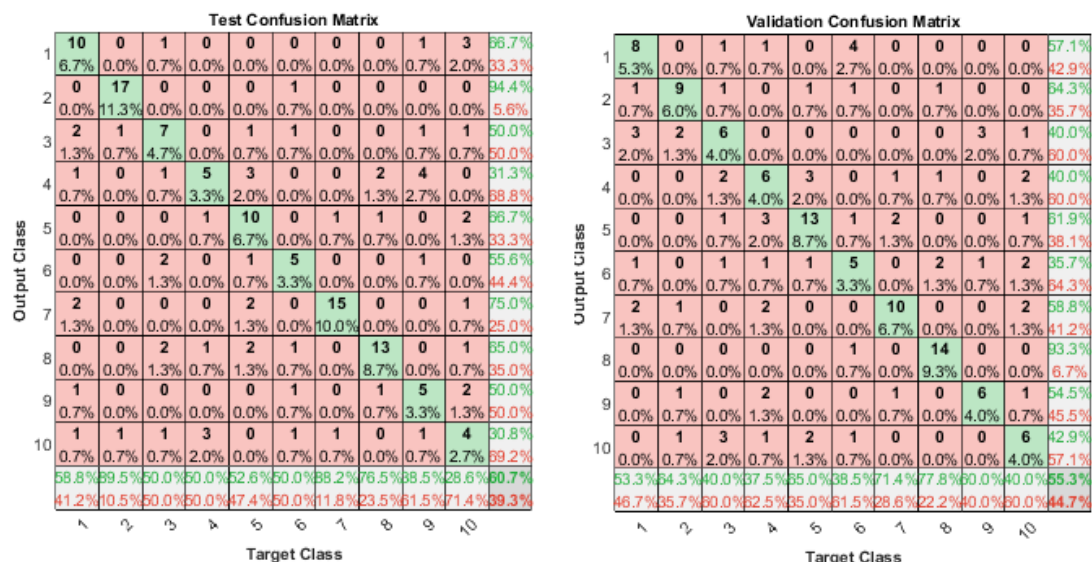 Test Confusion Matrix
1 10 0 1 0 0 0 0 0 1 3 66.7%
6.7% 0.0% 0.7% 0.0% 0.0% 0.0% 0.0% 0.0% 0.7% 2.0% 33.3%
2 0 17 0 0 0 1 0 0 0 0 94.4%
0.0% 11.3% 0.0% 0.0% 0.0% 0.7% 0.0% 0.0% 0.0% 0.0% 5.6%
3 2 1 7 0 1 1 0 0 1 1 50.0%
1.3% 0.7% 4.7% 0.0% 0.7% 0.7% 0.0% 0.0% 0.7% 0.7% 50.0%
4 1 0 1 5 3 0 0 2 4 0 31.3%
0.7% 0.0% 0.7% 3.3% 2.0% 0.0% 0.0% 1.3% 2.7% 0.0% 68.8%
5 0 0 0 1 10 0 1 1 0 2 66.7%
0.0% 0.0% 0.0% 0.7% 6.7% 0.0% 0.7% 0.7% 0.0% 1.3% 33.3%
6 0 0 2 0 1 5 0 0 1 0 55.6%
0.0% 0.0% 1.3% 0.0% 0.7% 3.3% 0.0% 0.0% 0.7% 0.0% 44.4%
7 2 0 0 0 2 0 15 0 0 1 75.0%
1.3% 0.0% 0.0% 0.0% 1.3% 0.0% 10.0% 0.0% 0.0% 0.7% 25.0%
8 0 0 2 1 2 1 0 13 0 1 65.0%
0.0% 0.0% 1.3% 0.7% 1.3% 0.7% 0.0% 8.7% 0.0% 0.7% 35.0%
9 1 0 0 0 0 1 0 1 5 2 50.0%
0.7% 0.0% 0.0% 0.0% 0.0% 0.7% 0.0% 0.7% 3.3% 1.3% 50.0%
10 1 1 1 3 0 1 1 0 1 4 30.8%
0.7% 0.7% 0.7% 2.0% 0.0% 0.7% 0.7% 0.0% 0.7% 2.7% 69.2%
58.8% 89.5% 50.0% 50.0% 52.6% 50.0% 88.2% 76.5% 38.5% 28.6% 60.7%
41.2% 10.5% 50.0% 50.0% 47.4% 50.0% 11.8% 23.5% 61.5% 71.4% 39.3%
1 2 3 4 5 6 7 8 9 10
Target Class
Output Class
Validation Confusion Matrix
1 8 0 1 1 0 4 0 0 0 0 57.1%
5.3% 0.0% 0.7% 0.7% 0.0% 2.7% 0.0% 0.0% 0.0% 0.0% 42.9%
2 1 9 1 0 1 1 0 1 0 0 64.3%
0.7% 6.0% 0.7% 0.0% 0.7% 0.7% 0.0% 0.7% 0.0% 0.0% 35.7%
3 3 2 6 0 0 0 0 0 3 1 40.0%
2.0% 1.3% 4.0% 0.0% 0.0% 0.0% 0.0% 0.0% 2.0% 0.7% 60.0%
4 0 0 2 6 3 0 1 1 0 2 40.0%
0.0% 0.0% 1.3% 4.0% 2.0% 0.0% 0.7% 0.7% 0.0% 1.3% 60.0%
5 0 0 1 3 13 1 2 0 0 1 61.9%
0.0% 0.0% 0.7% 2.0% 8.7% 0.7% 1.3% 0.0% 0.0% 0.7% 38.1%
6 1 0 1 1 1 5 0 2 1 2 35.7%
0.7% 0.0% 0.7% 0.7% 0.7% 3.3% 0.0% 1.3% 0.7% 1.3% 64.3%
7 2 1 0 2 0 0 10 0 0 2 58.8%
1.3% 0.7% 0.0% 1.3% 0.0% 0.0% 6.7% 0.0% 0.0% 1.3% 41.2%
8 0 0 0 0 0 1 0 14 0 0 93.3%
0.0% 0.0% 0.0% 0.0% 0.0% 0.7% 0.0% 9.3% 0.0% 0.0% 6.7%
9 0 1 0 2 0 0 1 0 6 1 54.5%
0.0% 0.7% 0.0% 1.3% 0.0% 0.0% 0.7% 0.0% 4.0% 0.7% 45.5%
10 0 1 3 1 2 1 0 0 0 6 42.9%
0.0% 0.7% 2.0% 0.7% 1.3% 0.7% 0.0% 0.0% 0.0% 4.0% 57.1%
53.3% 64.3% 40.0% 37.5% 65.0% 38.5% 71.4% 77.8% 60.0% 40.0% 55.3%
46.7% 35.7% 60.0% 62.5% 35.0% 61.5% 28.6% 22.2% 40.0% 60.0% 44.7%
1 2 3 4 5 6 7 8 9 10
Target Class
Output Class